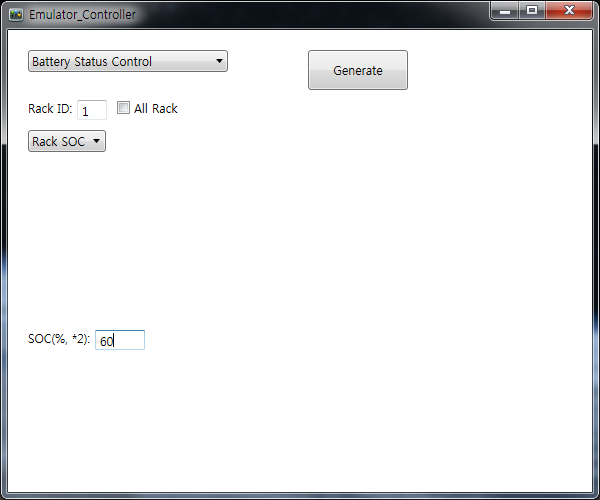 Emulator_Controller
Battery Status Control
Generate
Rack ID: 1 All Rack
Rack SOC
SOC(%, *2): 60